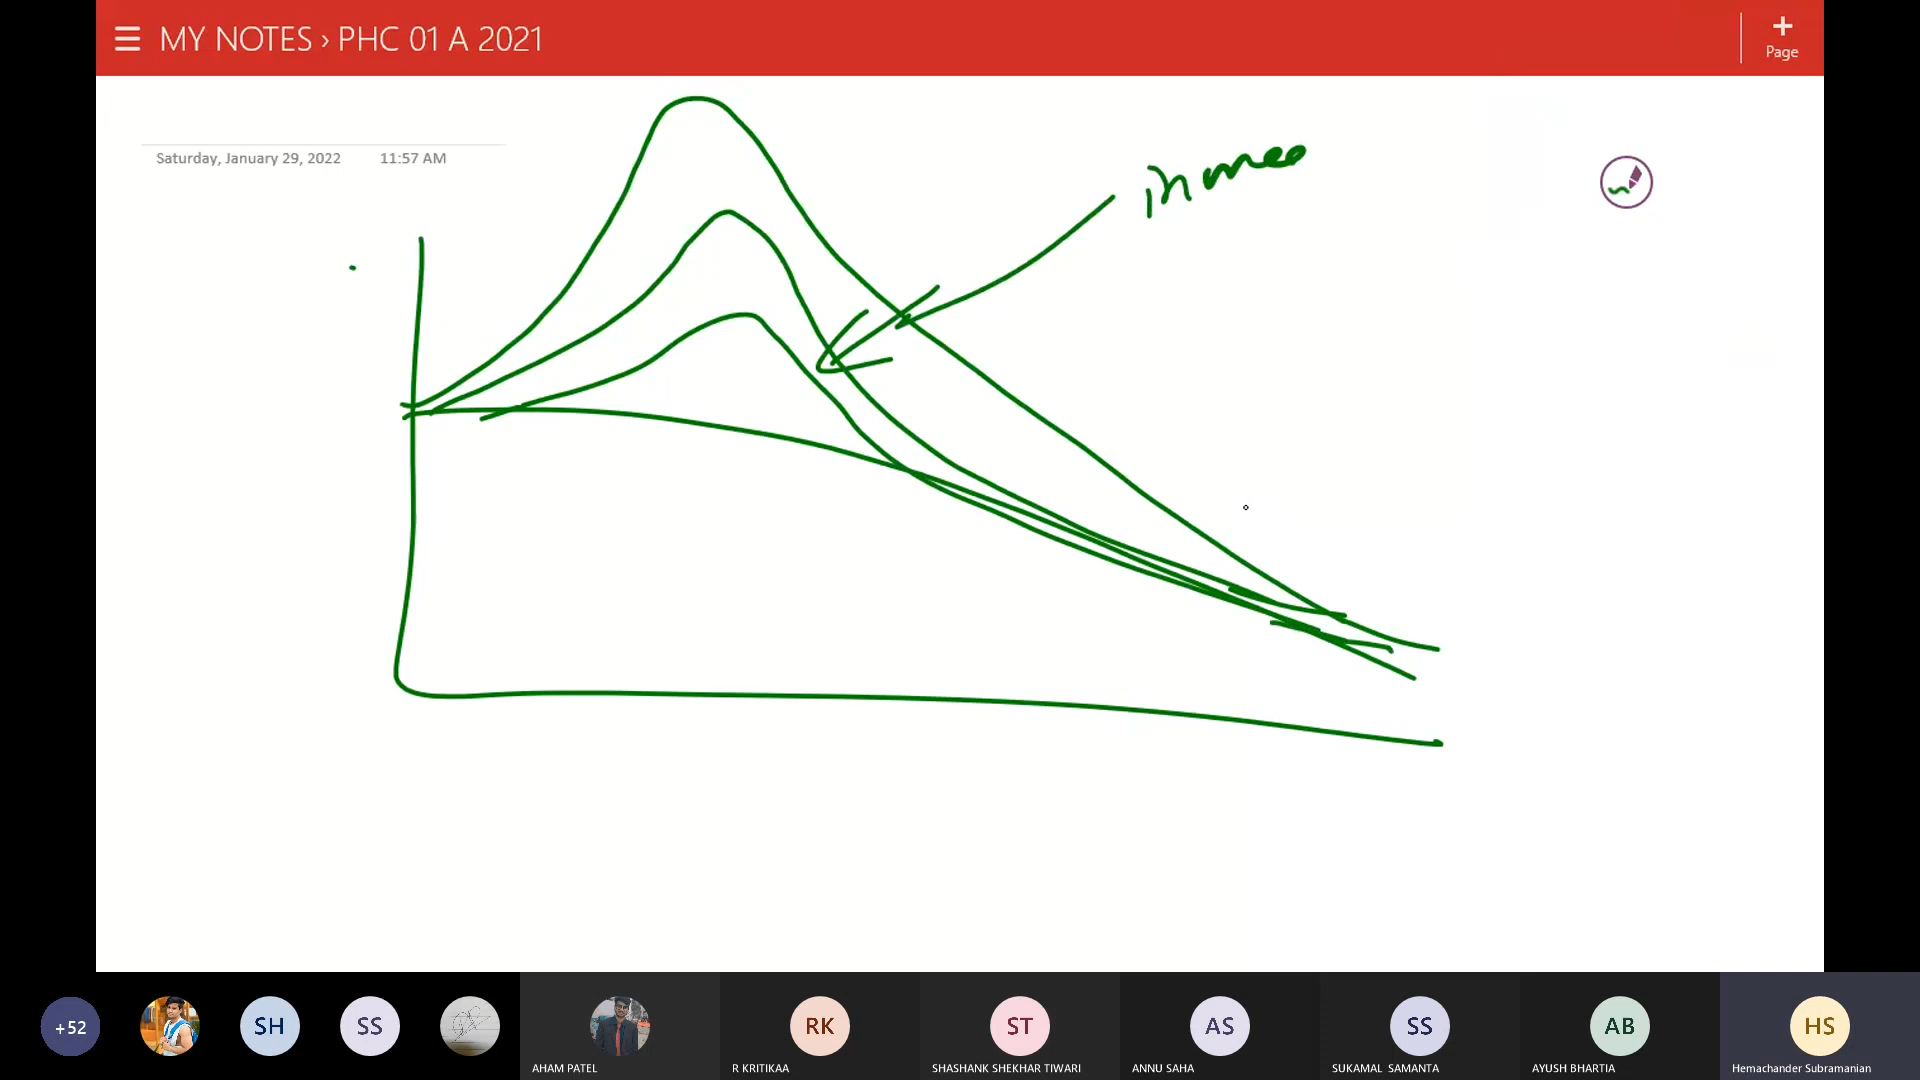 MY NOTES › PHC 01 A 2021
+
Page
Saturday, January 29, 2022 11:57 AM
+52
SH
SS
RK
ST
AS
SS
AB
HS
AHAM PATEL
R KRITIKAA
SHASHANK SHEKHAR TIWARI
ANNU SAHA
SUKAMAL SAMANTA
AYUSH BHARTIA
Hemachander Subramanian